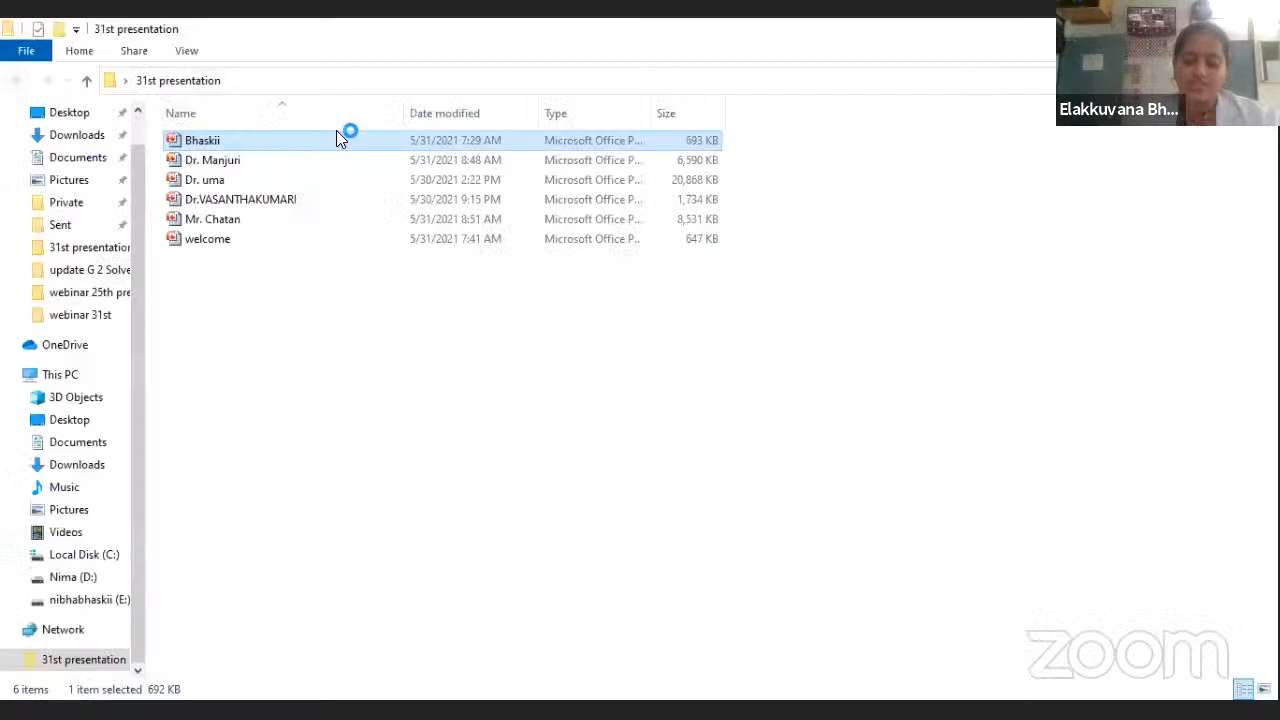 31st presentation
File Home Share View
31st presentation
Name Date modified Type Size
Bhaskii 5/31/2021 7:29 AM Microsoft Office P... 693 KB
Dr. Manjuri 5/31/2021 8:48 AM Microsoft Office P... 6,590 KB
Dr. uma 5/30/2021 2:22 PM Microsoft Office P... 20,868 KB
Dr.VASANTHAKUMARI 5/30/2021 9:15 PM Microsoft Office P... 1,734 KB
Mr. Chatan 5/31/2021 8:51 AM Microsoft Office P... 8,531 KB
welcome 5/31/2021 7:41 AM Microsoft Office P.. 647 KB
Desktop
Downloads
Documents
Pictures
Private
Sent
31st presentation
update G 2 Solve
webinar 25th pre
webinar 31st
OneDrive
This PC
3D Objects
Desktop
Documents
Downloads
Music
Pictures
Videos
Local Disk (C:)
Nima (D:)
nibhabhaskii (E:)
Network
31st presentation
6 items 1 item selected 692 KB
Elakkuvana Bh...
zoom